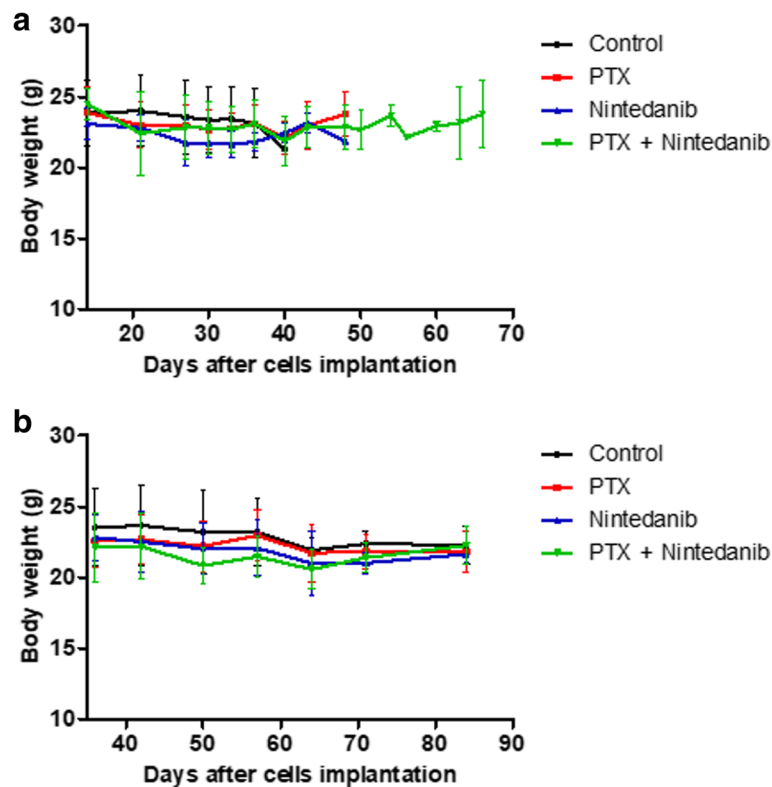 a
Body weight (g)
30
25
20
15
10
20 30 40 50 60 70
Days after cells implantation
Control
PTX
Nintedanib
PTX + Nintedanib
b
Body weight (g)
30
25
20
15
10
40 50 60 70 80 90
Days after cells implantation
Control
PTX
Nintedanib
PTX + Nintedanib